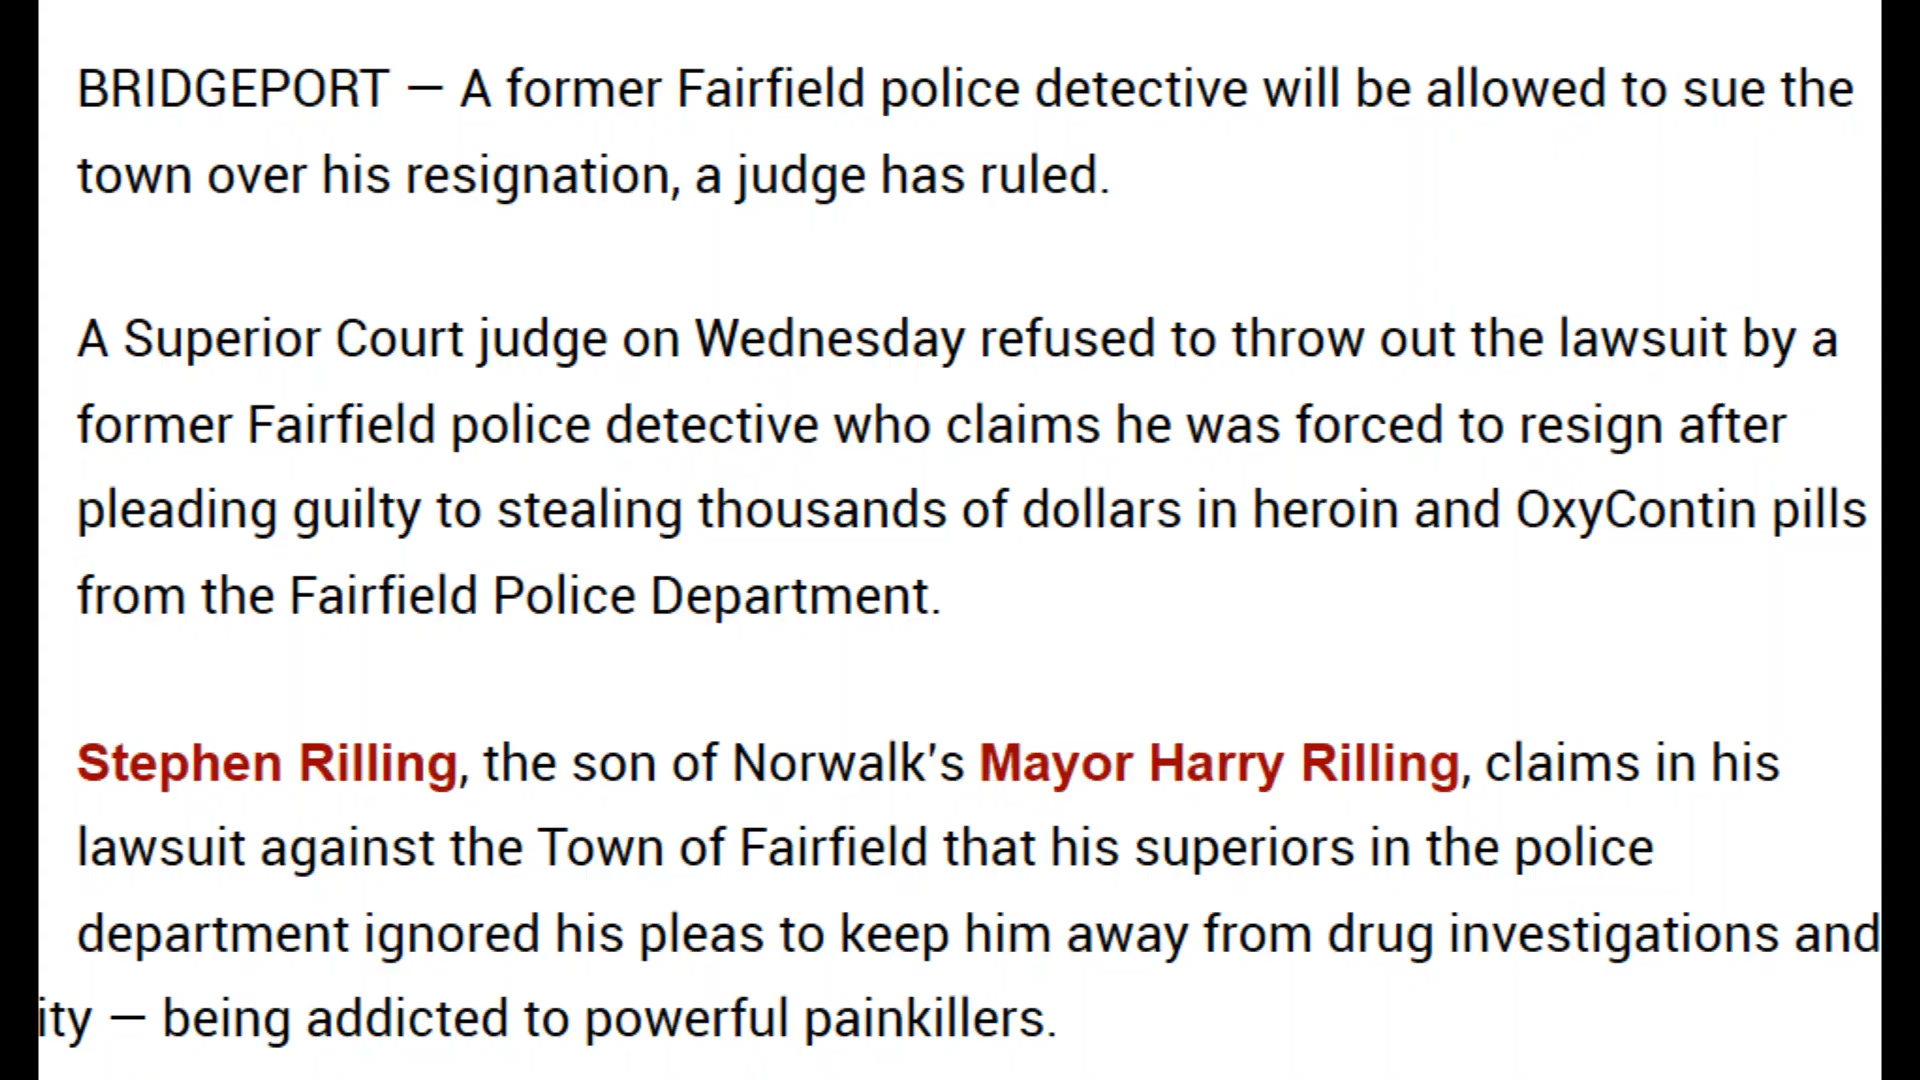 BRIDGEPORT — A former Fairfield police detective will be allowed to sue the
town over his resignation, a judge has ruled.
A Superior Court judge on Wednesday refused to throw out the lawsuit by a
former Fairfield police detective who claims he was forced to resign after
pleading guilty to stealing thousands of dollars in heroin and OxyContin pills
from the Fairfield Police Department.
Stephen Rilling, the son of Norwalk's Mayor Harry Rilling, claims in his
lawsuit against the Town of Fairfield that his superiors in the police
department ignored his pleas to keep him away from drug investigations and
ity — being addicted to powerful painkillers.